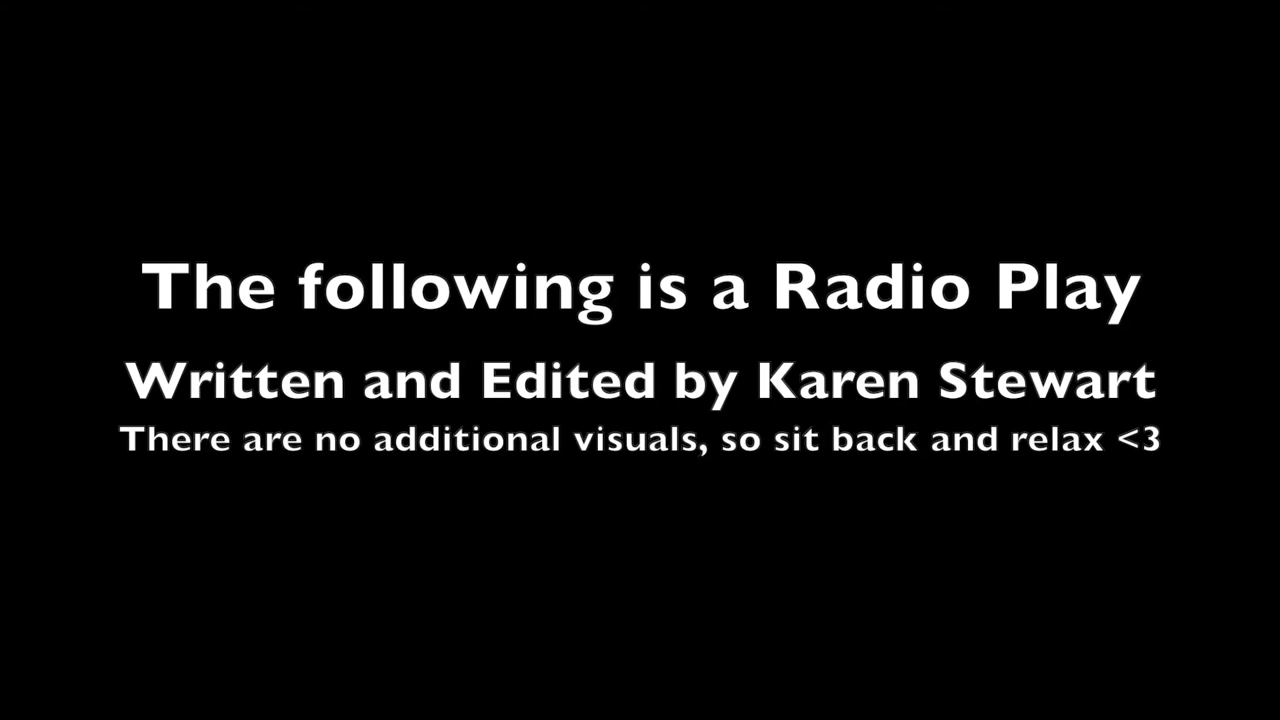 The following is a Radio Play
Written and Edited by Karen Stewart
There are no additional visuals, so sit back and relax <3